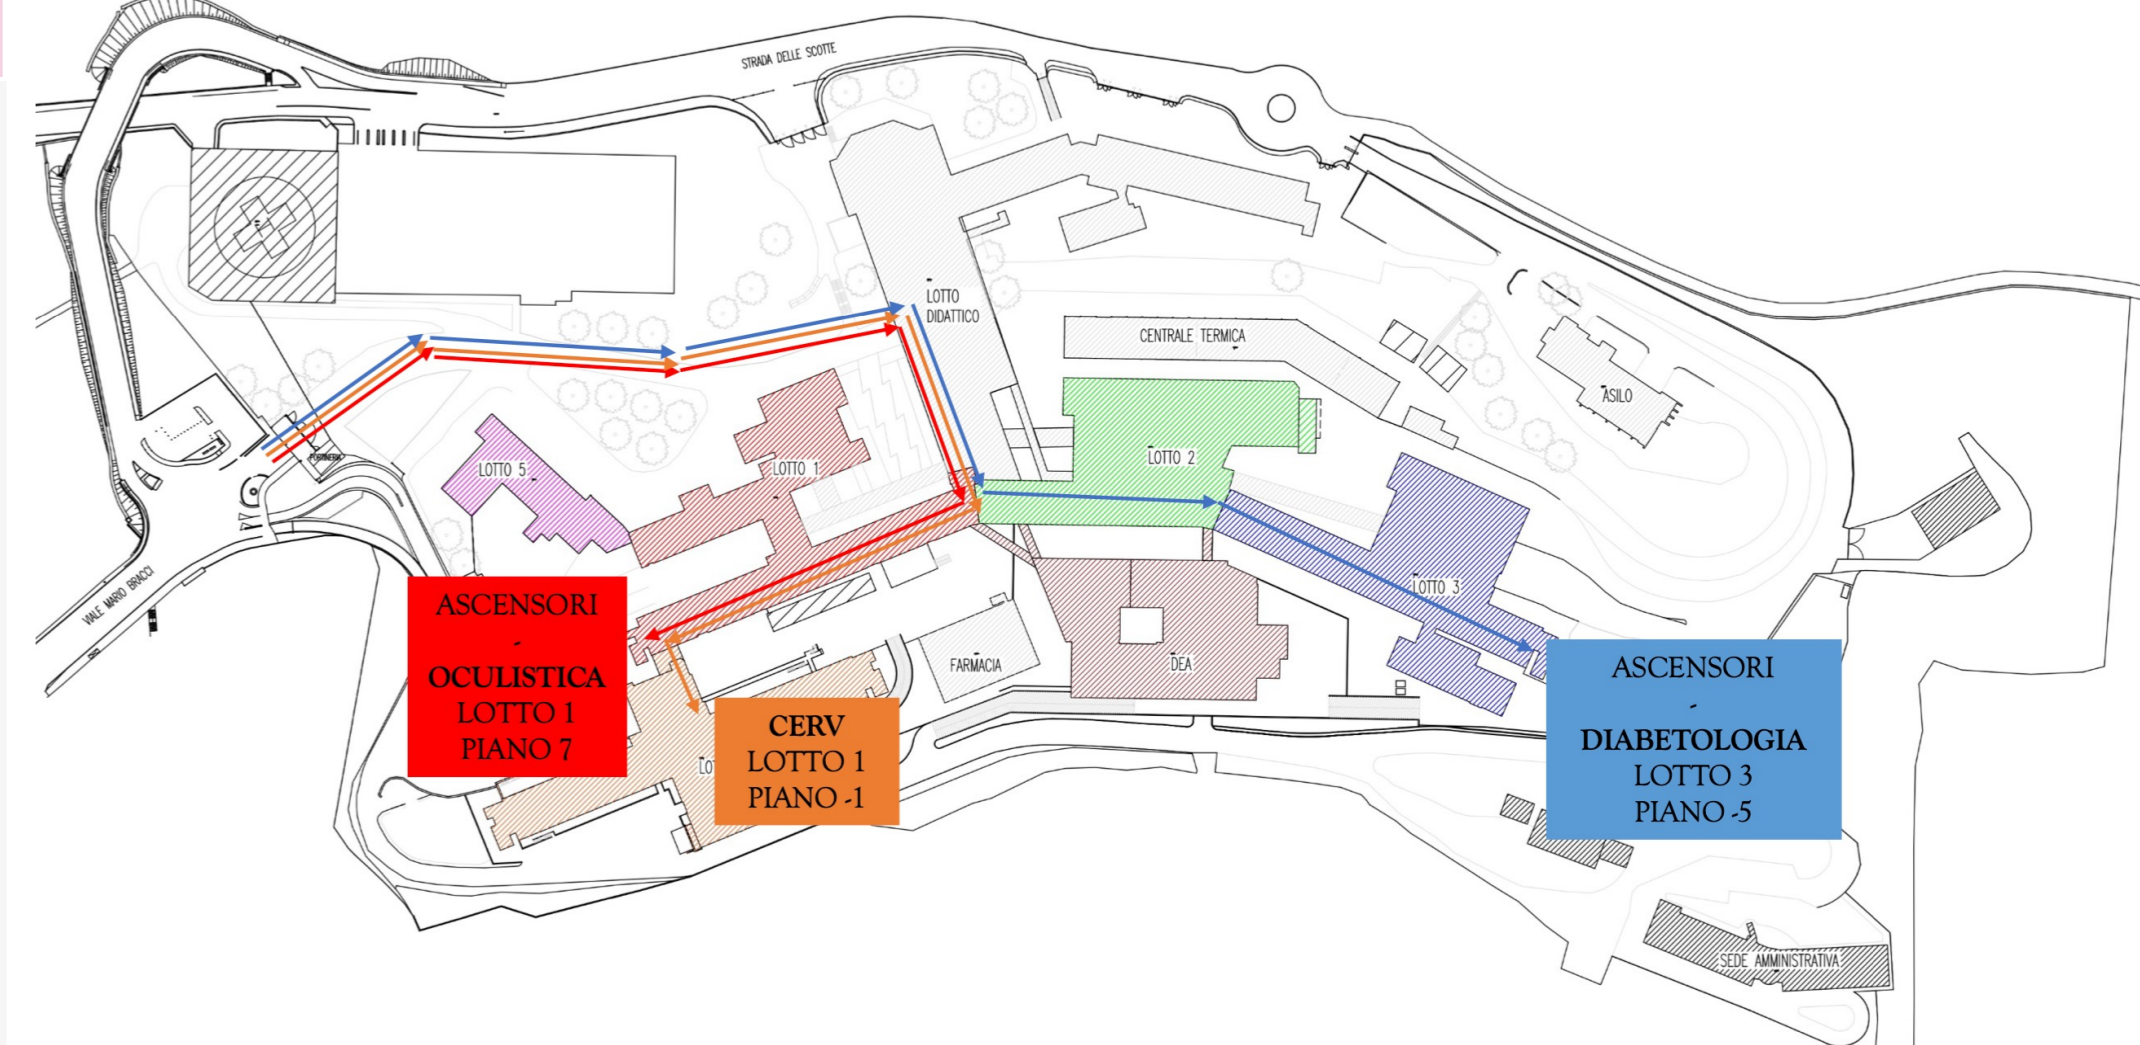 STRADA DELLE SCOTTE
LOTTO
DIDATTICO
CENTRALE TERMICA
ASILO
PORTINERIA
LOTTO 5
LOTTO 1
LOTTO 2
LOTTO 3
VIALE MARIO BRACCI
FARMACIA
DEA
ASCENSORI
-
OCULISTICA
LOTTO 1
PIANO 7
CERV
LOTTO 1
PIANO -1
ASCENSORI
-
DIABETOLOGIA
LOTTO 3
PIANO -5
LO
SEDE AMMINISTRATIVA